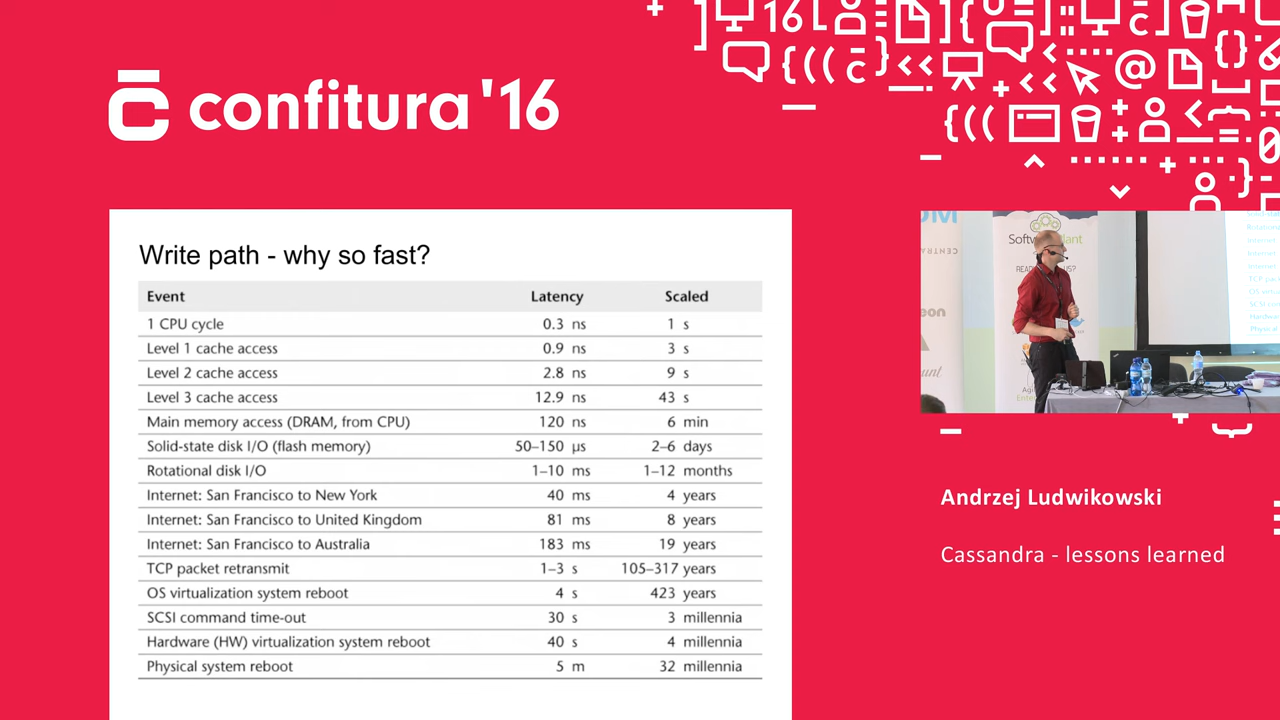 confitura '16
Write path - why so fast?
Event Latency Scaled
1 CPU cycle 0.3 ns 1 s
Level 1 cache access 0.9 ns 3 s
Level 2 cache access 2.8 ns 9 s
Level 3 cache access 12.9 ns 43 s
Main memory access (DRAM, from CPU) 120 ns 6 min
Solid-state disk I/O (flash memory) 50–150 μs 2–6 days
Rotational disk I/O 1–10 ms 1–12 months
Internet: San Francisco to New York 40 ms 4 years
Internet: San Francisco to United Kingdom 81 ms 8 years
Internet: San Francisco to Australia 183 ms 19 years
TCP packet retransmit 1–3 s 105–317 years
OS virtualization system reboot 4 s 423 years
SCSI command time-out 30 s 3 millennia
Hardware (HW) virtualization system reboot 40 s 4 millennia
Physical system reboot 5 m 32 millennia
Andrzej Ludwikowski
Cassandra - lessons learned